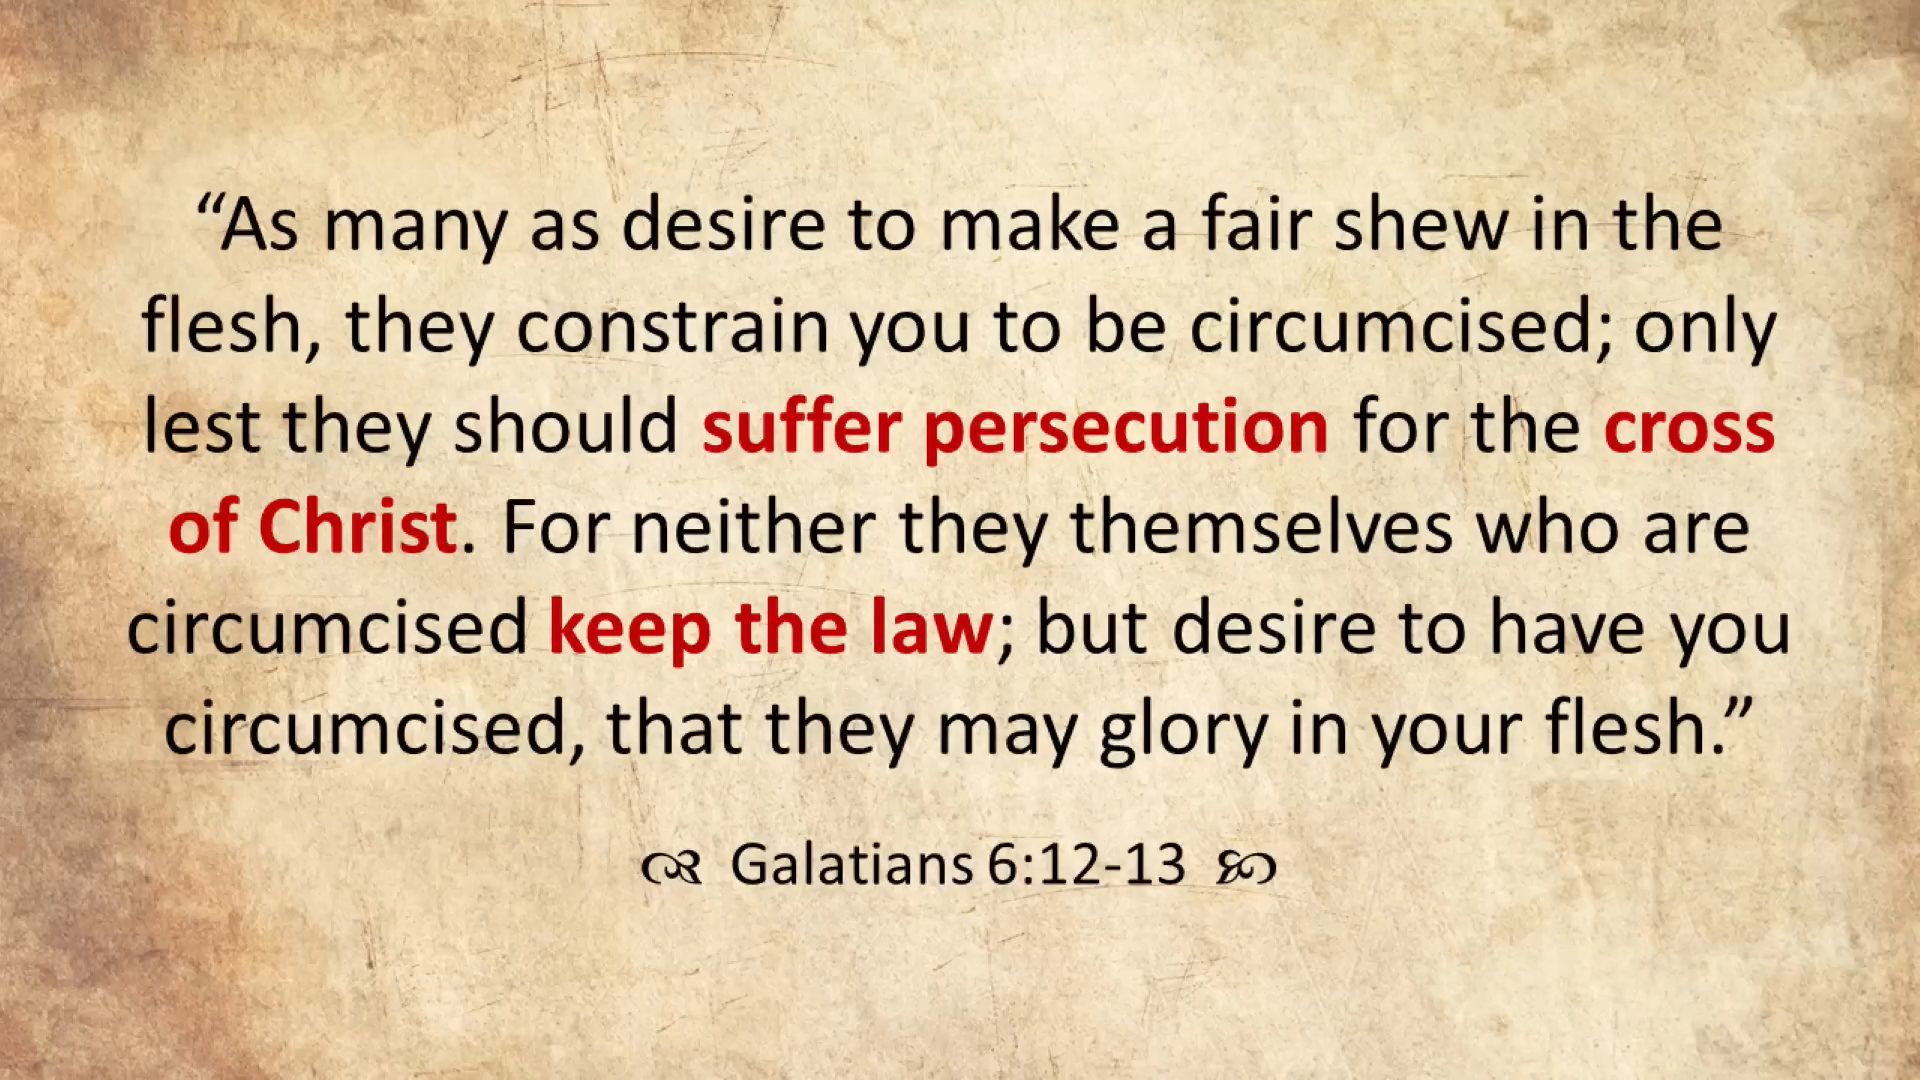 “As many as desire to make a fair shew in the
flesh, they constrain you to be circumcised; only
lest they should suffer persecution for the cross
of Christ. For neither they themselves who are
circumcised keep the law; but desire to have you
circumcised, that they may glory in your flesh.”
Galatians 6:12-13